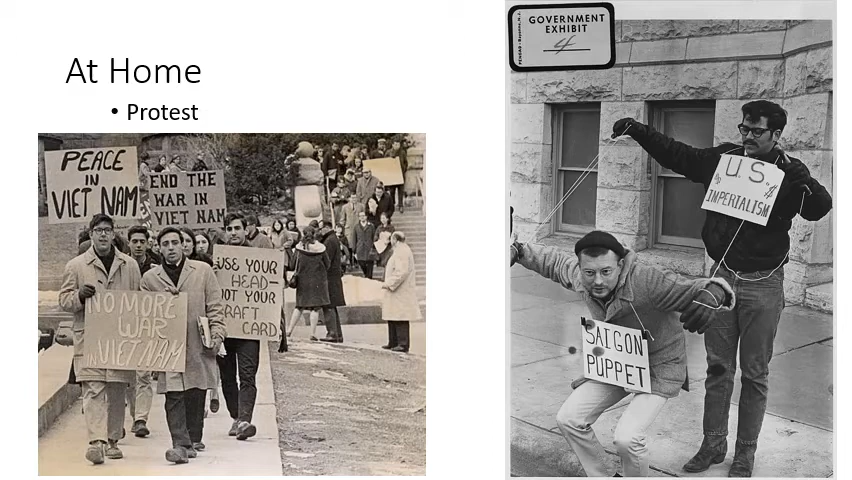 At Home
• Protest
PEACE
IN
VIET NAM
END THE
WAR IN
VIET NAM
NO MORE
WAR
IN VIET NAM
USE YOUR
HEAD—
NOT YOUR
DRAFT
CARD
GOVERNMENT
EXHIBIT
4
U.S.
IMPERIALISM
SAIGON
PUPPET